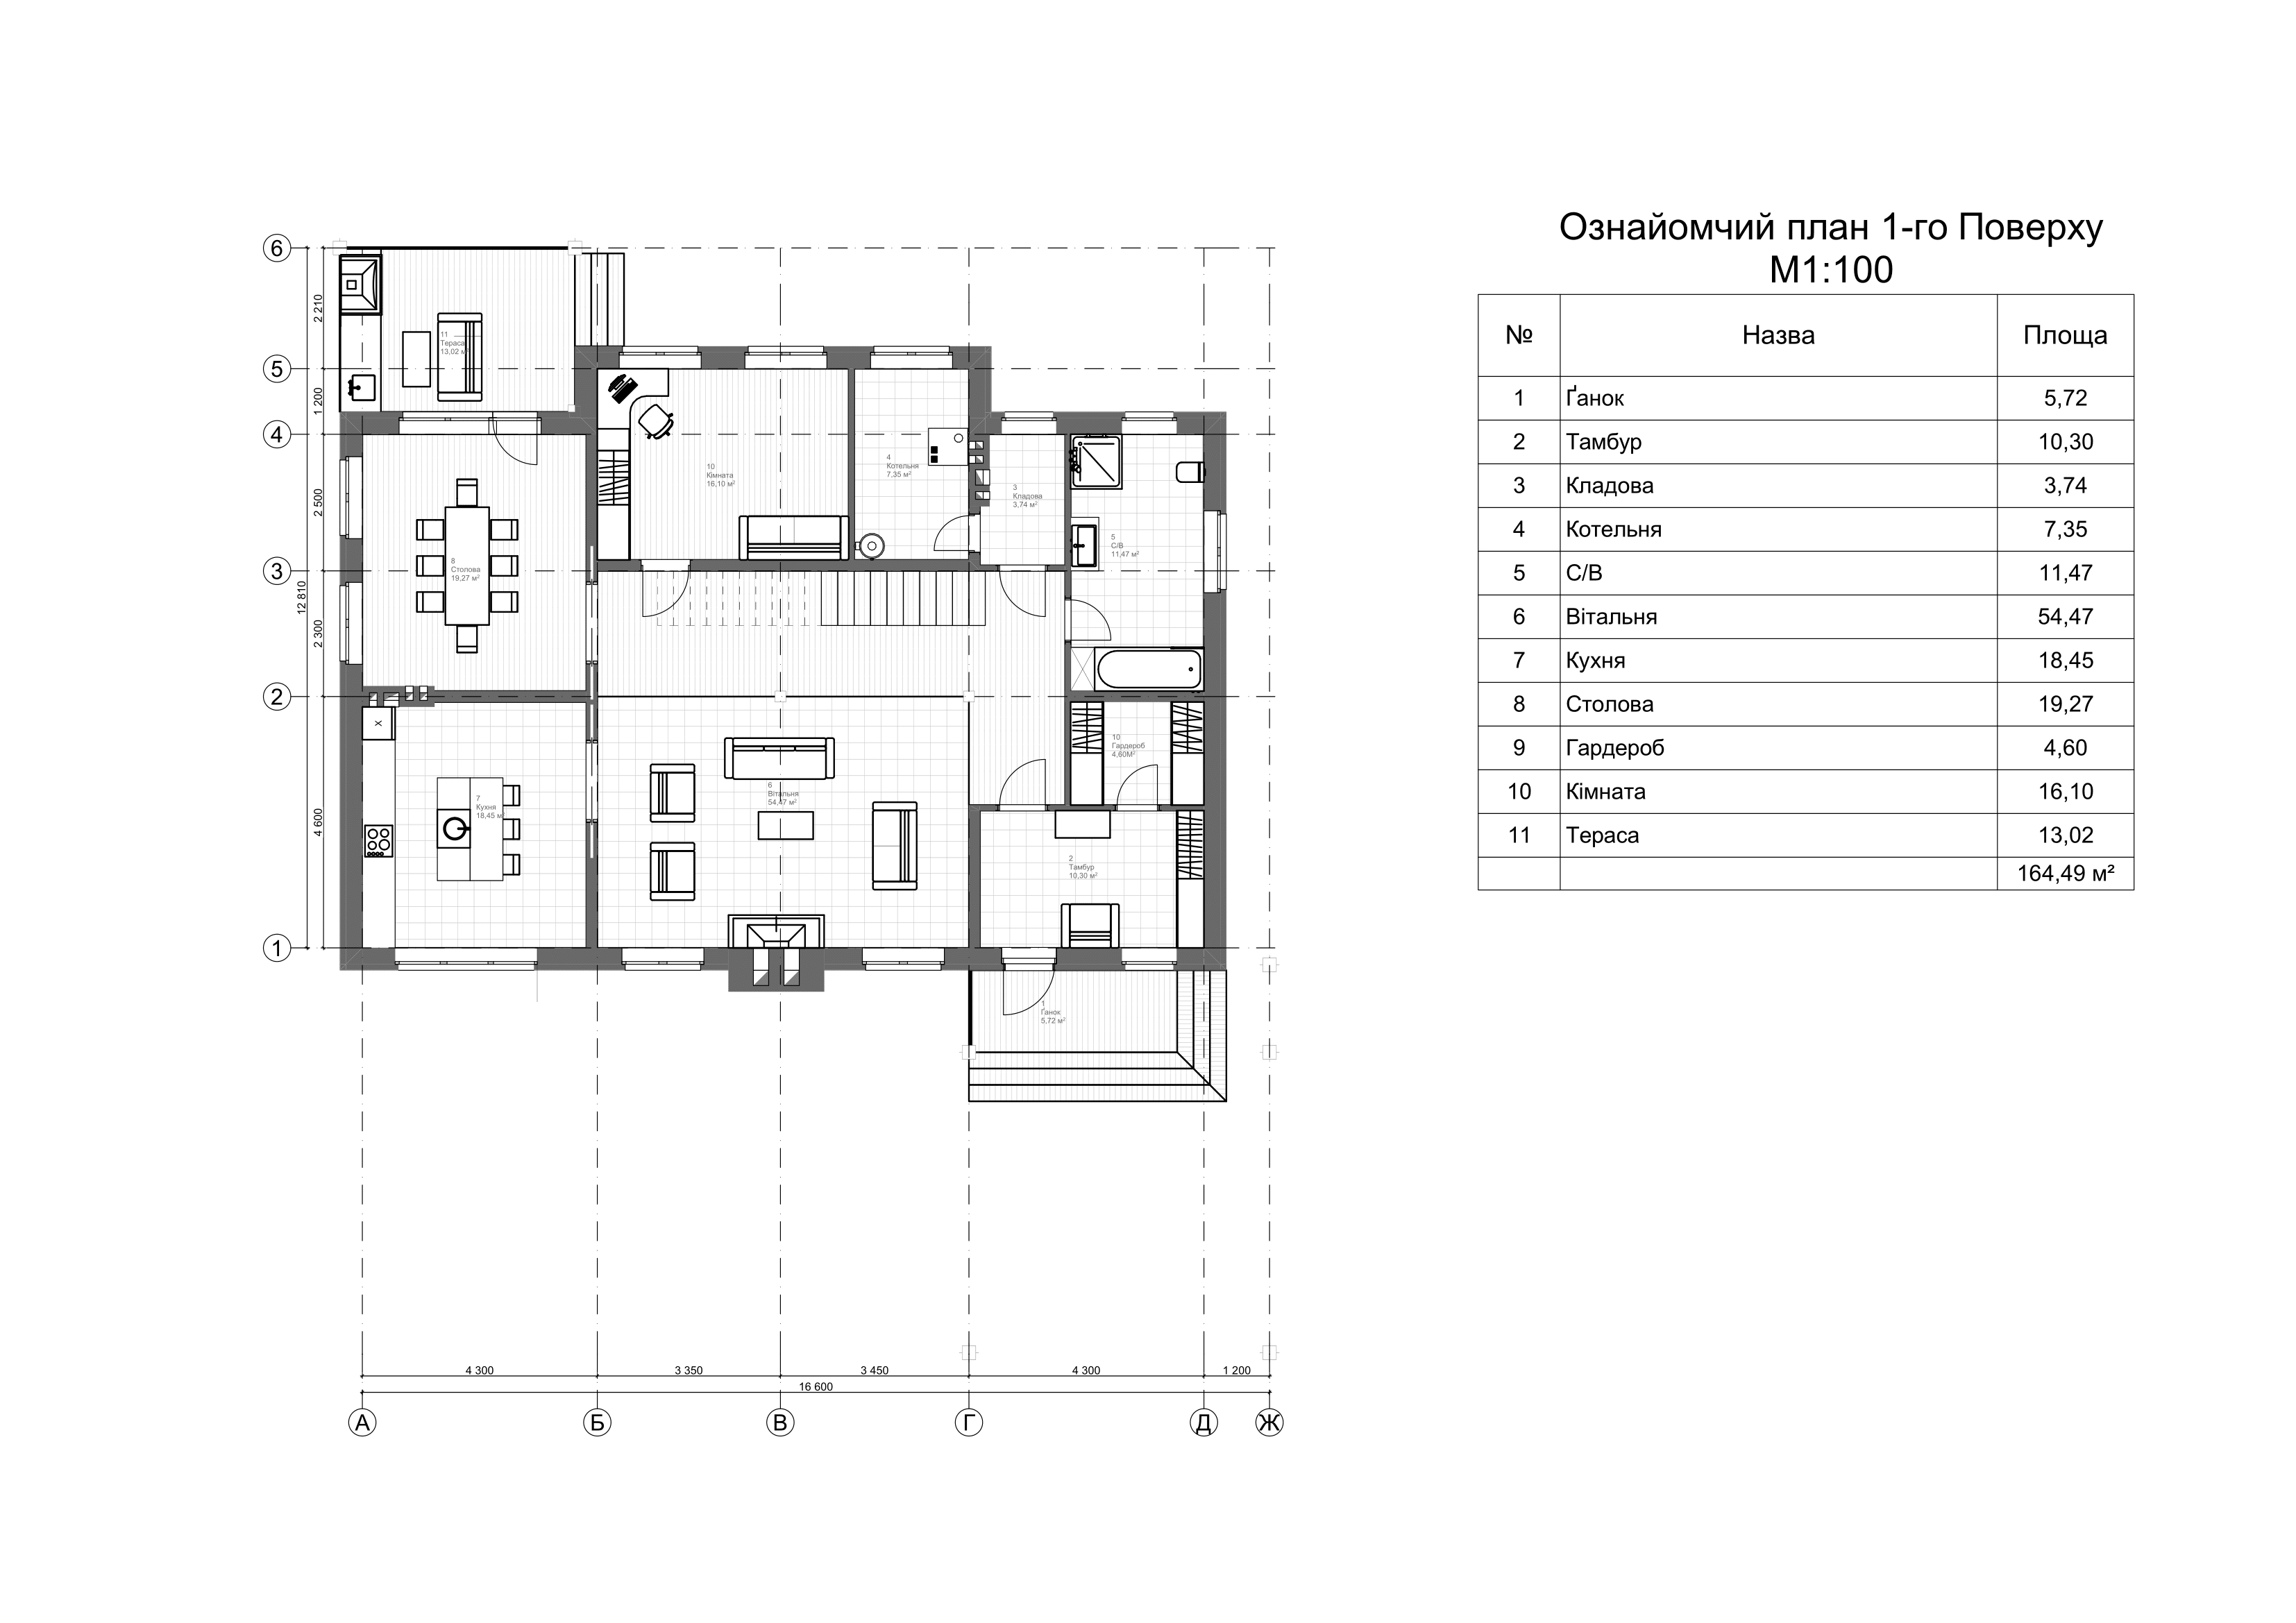 Ознайомчий план 1-го Поверху
М1:100
№ Назва Площа
1 Ґанок 5,72
2 Тамбур 10,30
3 Кладова 3,74
4 Котельня 7,35
5 С/В 11,47
6 Вітальня 54,47
7 Кухня 18,45
8 Столова 19,27
9 Гардероб 4,60
10 Кімната 16,10
11 Тераса 13,02
164,49 м²
6
5
4
3
2
1
2 210
1 200
2 500
2 300
4 600
12 810
11
Тераса
13,02 м²
10
Кімната
16,10 м²
4
Котельня
7,35 м²
3
Кладова
3,74 м²
5
С/В
11,47 м²
8
Столова
19,27 м²
X
10
Гардероб
4,60М²
6
Вітальня
54,47 м²
7
Кухня
18,45 м²
2
Тамбур
10,30 м²
1
Ґанок
5,72 м²
4 300
3 350
3 450
4 300
1 200
16 600
А
Б
В
Г
Д
Ж